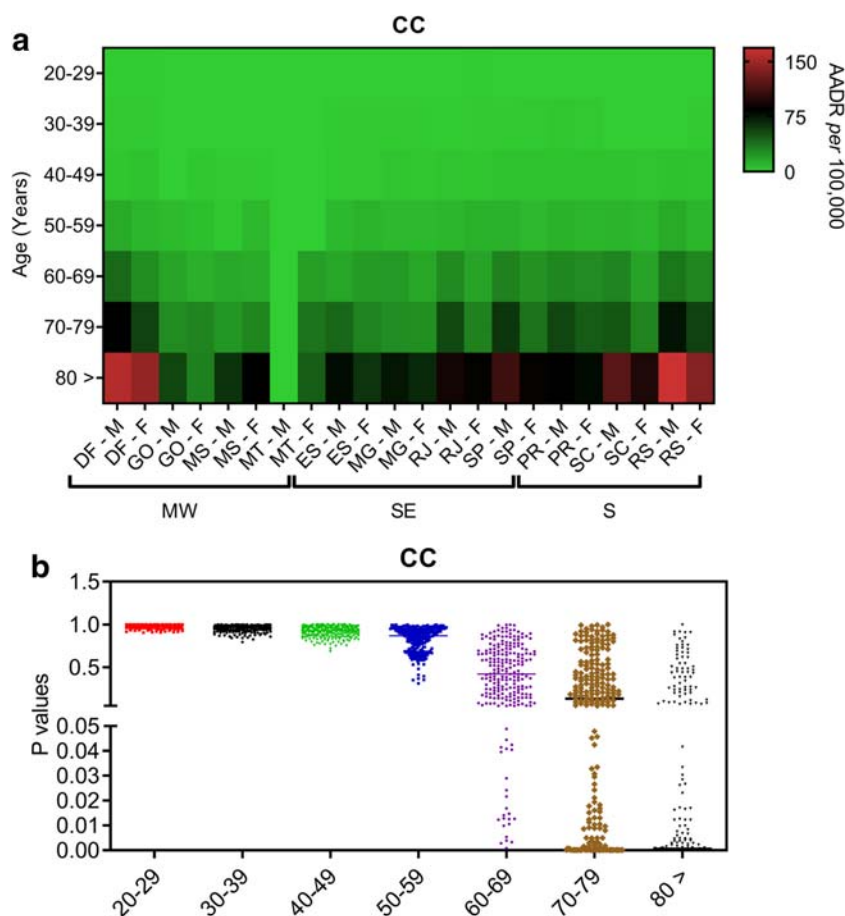 a
CC
Age (Years)
20-29
30-39
40-49
50-59
60-69
70-79
80 >
150
75
0
AADR per 100,000
DF - M
DF - F
GO - M
GO - F
MS - M
MS - F
MT - M
MT - F
ES - M
ES - F
MG - M
MG - F
RJ - M
RJ - F
SP - M
SP - F
PR - M
PR - F
SC - M
SC - F
RS - M
RS - F
MW
SE
S
b
CC
P values
1.5
1.0
0.5
0.05
0.04
0.03
0.02
0.01
0.00
20-29
30-39
40-49
50-59
60-69
70-79
80 >